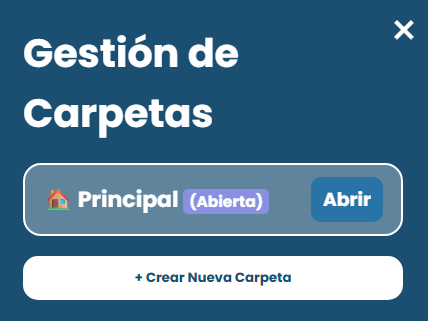 Gestión de
Carpetas
Principal (Abierta) Abrir
+ Crear Nueva Carpeta